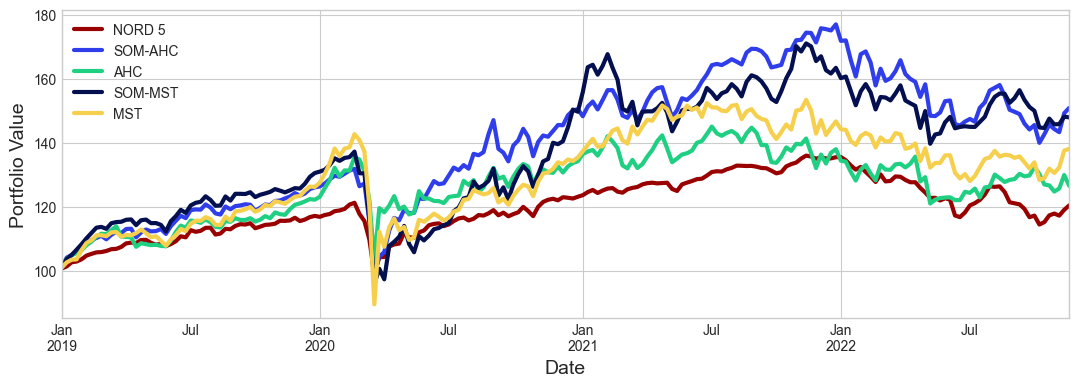 180
160
140
120
100
Portfolio Value
NORD 5
SOM-AHC
AHC
SOM-MST
MST
Jan
2019
Jul
Jan
2020
Jul
Jan
2021
Jul
Jan
2022
Jul
Date